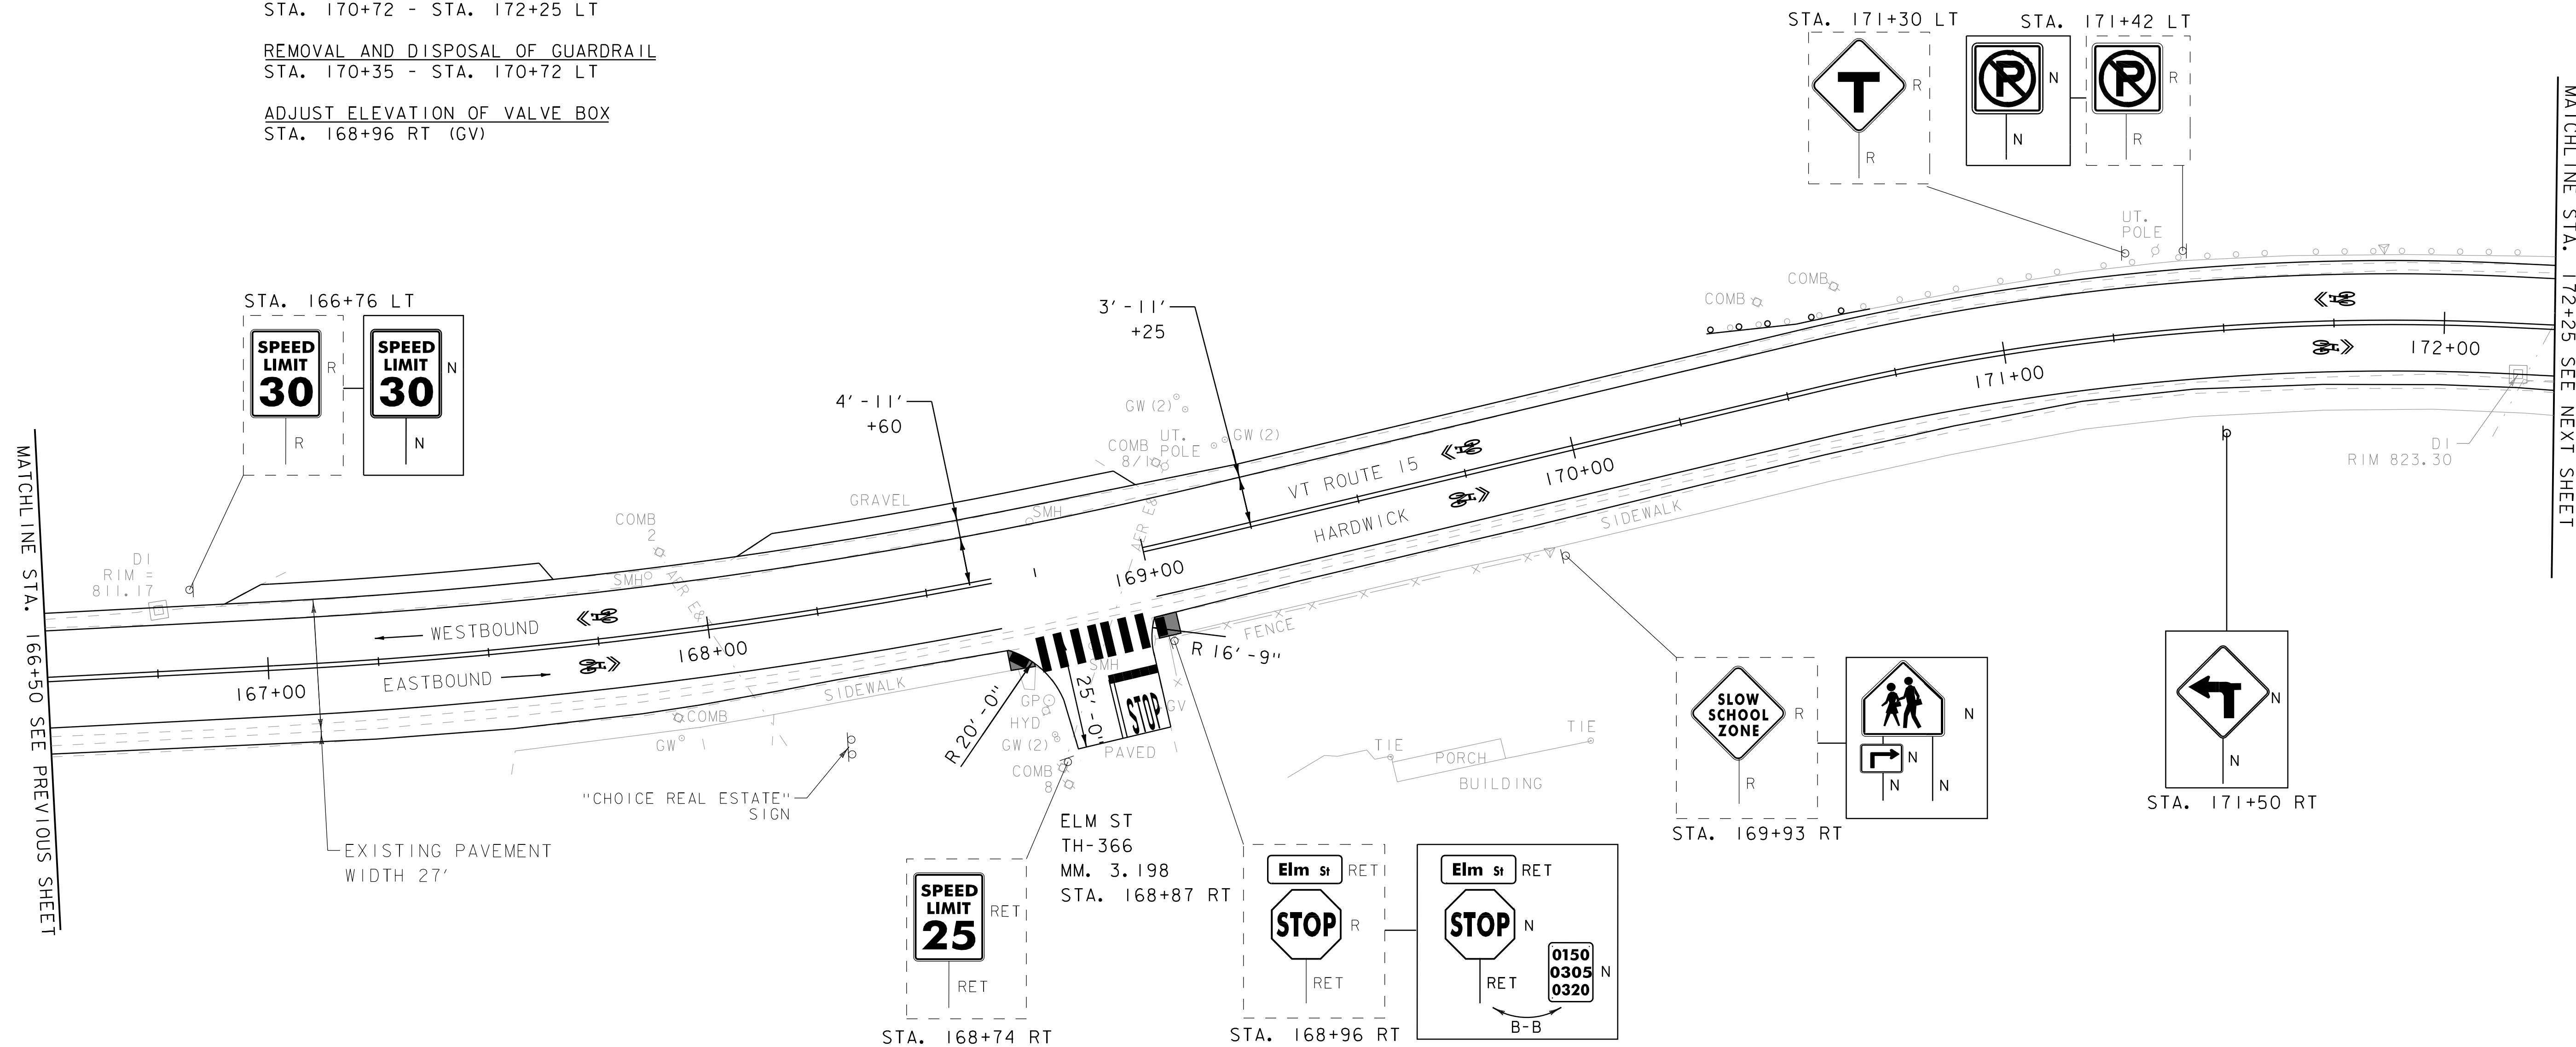 STA. 170+72 - STA. 172+25 LT
REMOVAL AND DISPOSAL OF GUARDRAIL
STA. 170+35 - STA. 170+72 LT
ADJUST ELEVATION OF VALVE BOX
STA. 168+96 RT (GV)
STA. 171+30 LT
R
R
STA. 171+42 LT
P
N
N
P
R
R
UT.
POLE
COMB
COMB
MATCHLINE STA. 172+25 SEE NEXT SHEET
STA. 166+76 LT
SPEED
LIMIT
30
R
R
SPEED
LIMIT
30
N
N
3'-11'
+25
4'-11'
+60
GW (2)
GW (2)
UT.
POLE
COMB
8/1
GRAVEL
SMH
AER E&
VT ROUTE 15
HARDWICK
169+00
170+00
171+00
172+00
SIDEWALK
DI
RIM 823.30
MATCHLINE STA. 166+50 SEE PREVIOUS SHEET
DI
RIM =
811.17
COMB
2
SMH
AER E&
WESTBOUND
EASTBOUND
167+00
168+00
SIDEWALK
COMB
GW
"CHOICE REAL ESTATE"
SIGN
EXISTING PAVEMENT
WIDTH 27'
R 20'-0"
R 16'-9"
25'-0"
SMH
STOP
GV
GP
HYD
GW (2)
COMB
8
PAVED
FENCE
TIE
PORCH
TIE
BUILDING
ELM ST
TH-366
MM. 3.198
STA. 168+87 RT
SPEED
LIMIT
25
RET
RET
STA. 168+74 RT
Elm St
RET
STOP
R
RET
STA. 168+96 RT
Elm St
RET
STOP
N
RET
0150
0305
0320
N
B-B
SLOW
SCHOOL
ZONE
R
R
STA. 169+93 RT
N
N
N
N
N
N
STA. 171+50 RT